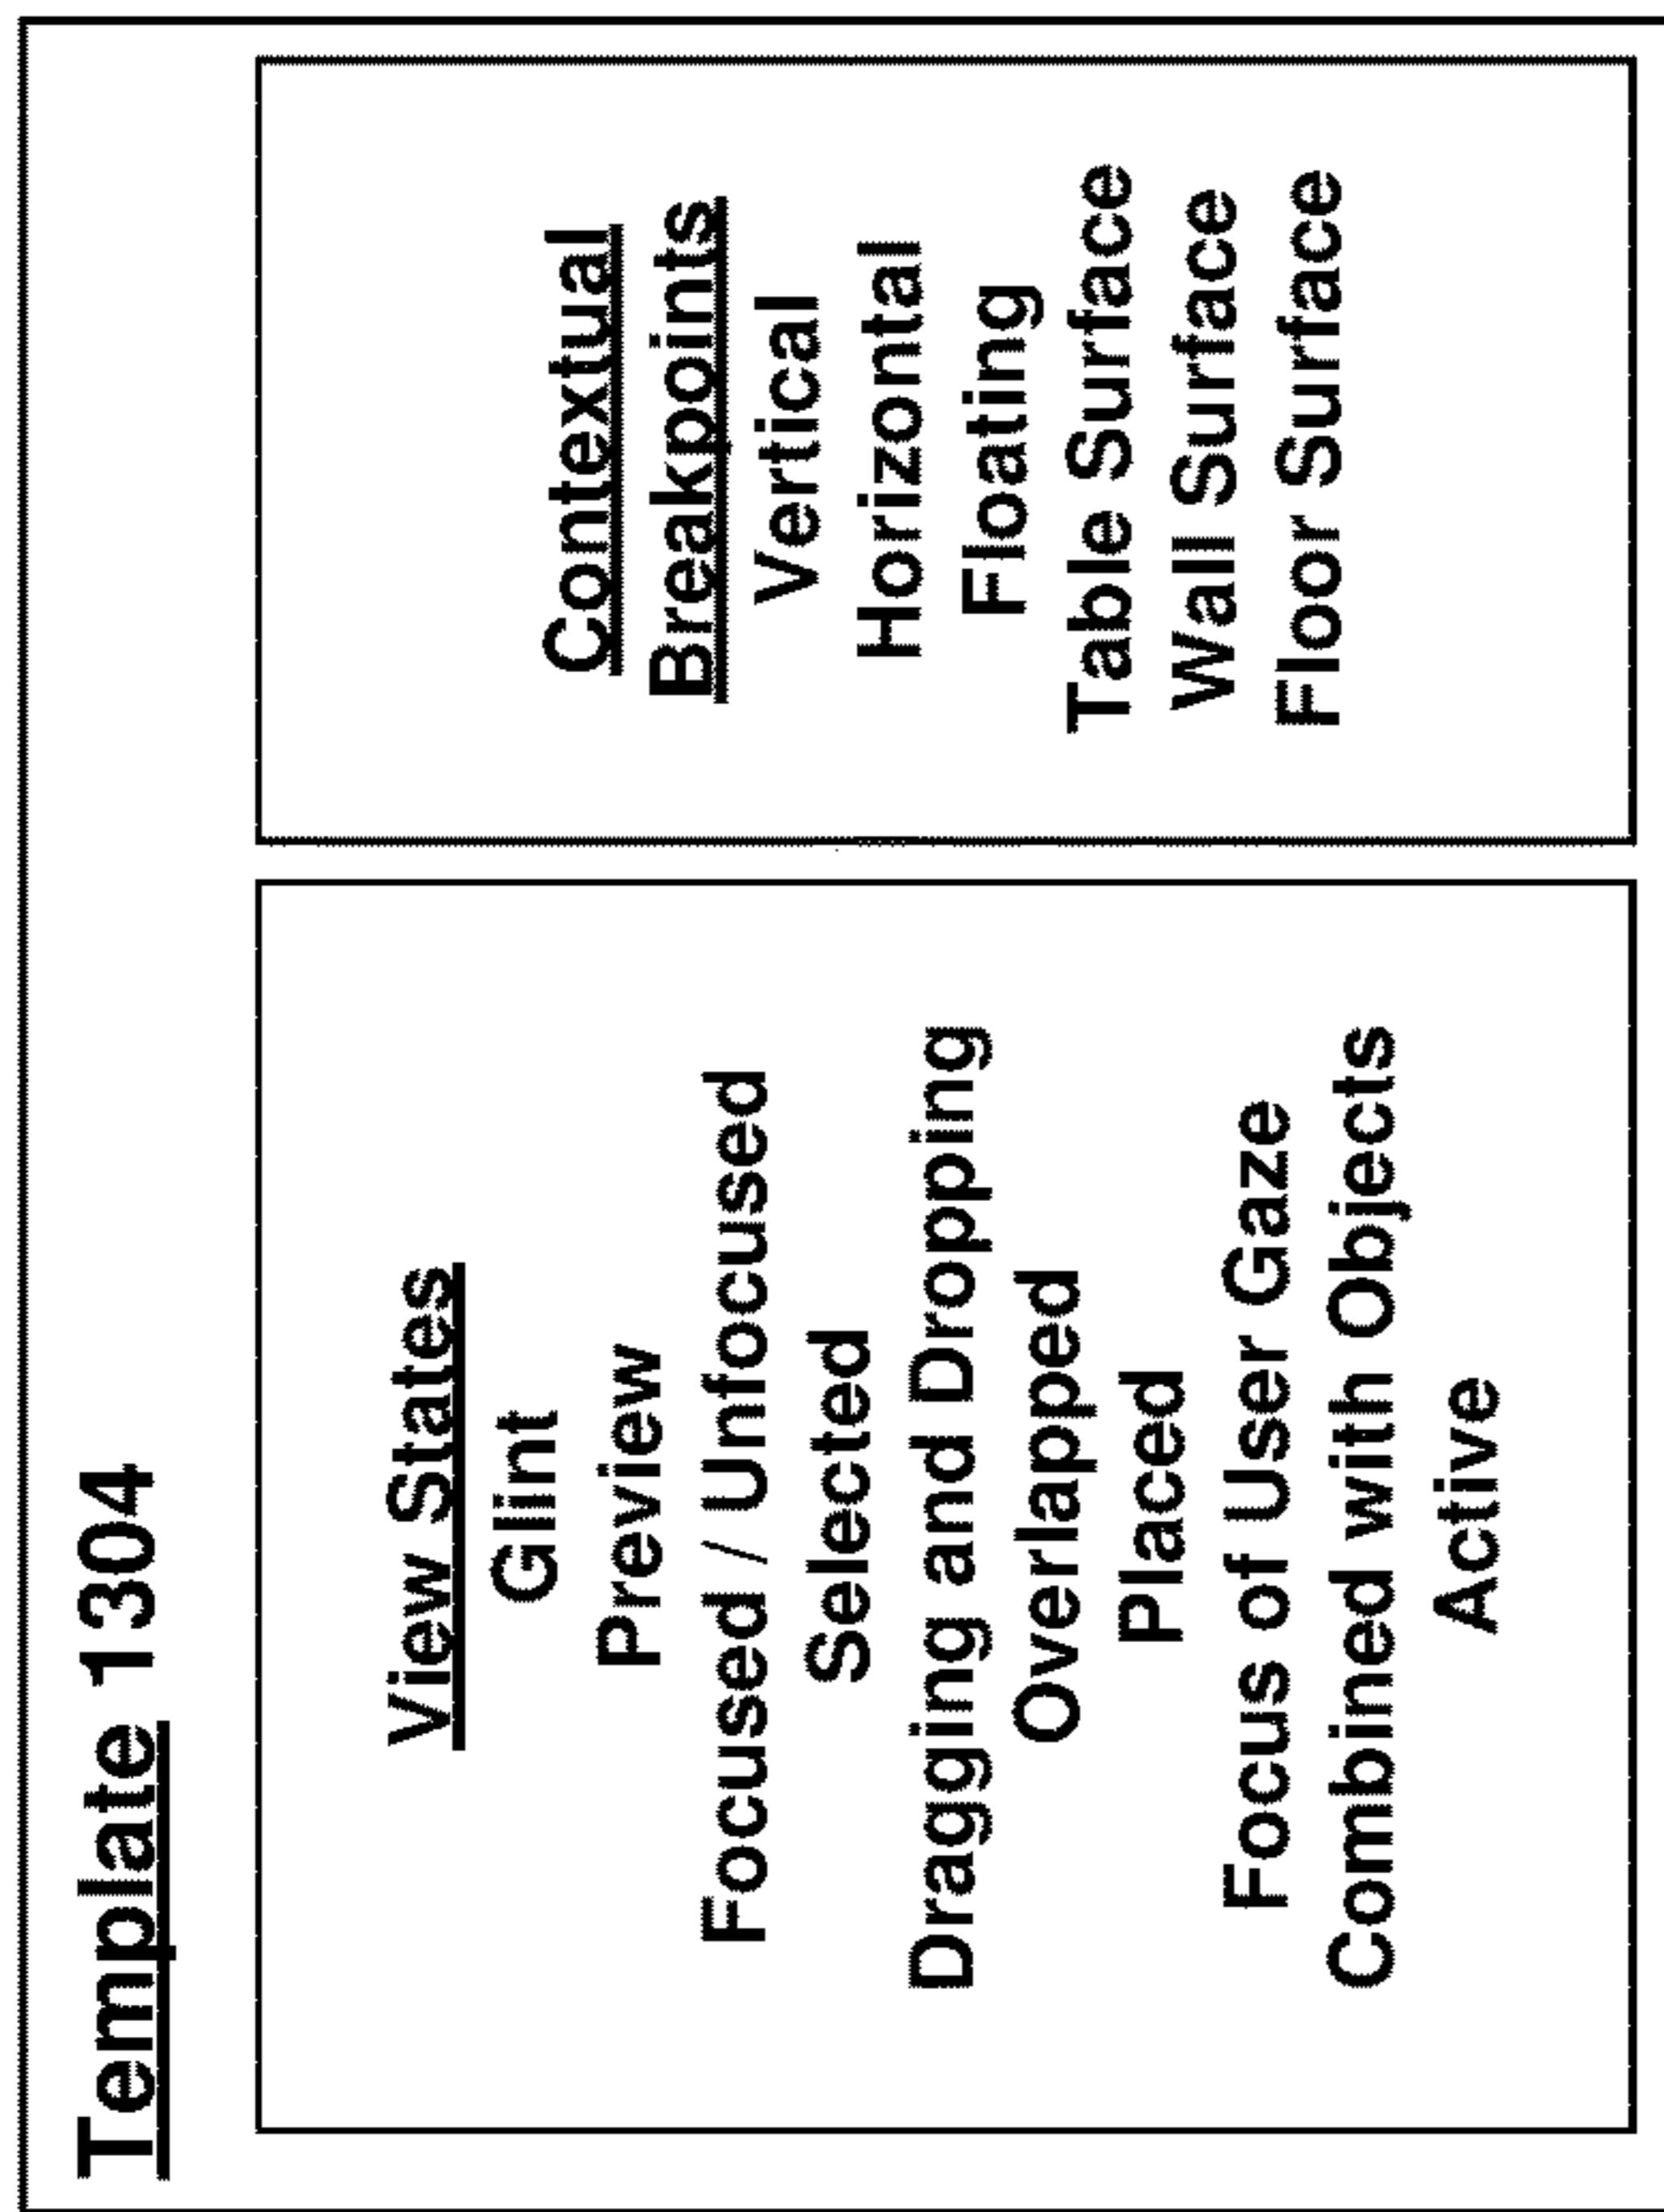 Template 1304
View States
Glint
Preview
Focused / Unfocused
Selected
Dragging and Dropping
Overlapped
Placed
Focus of User Gaze
Combined with Objects
Active
Contextual
Breakpoints
Vertical
Horizontal
Floating
Table Surface
Wall Surface
Floor Surface